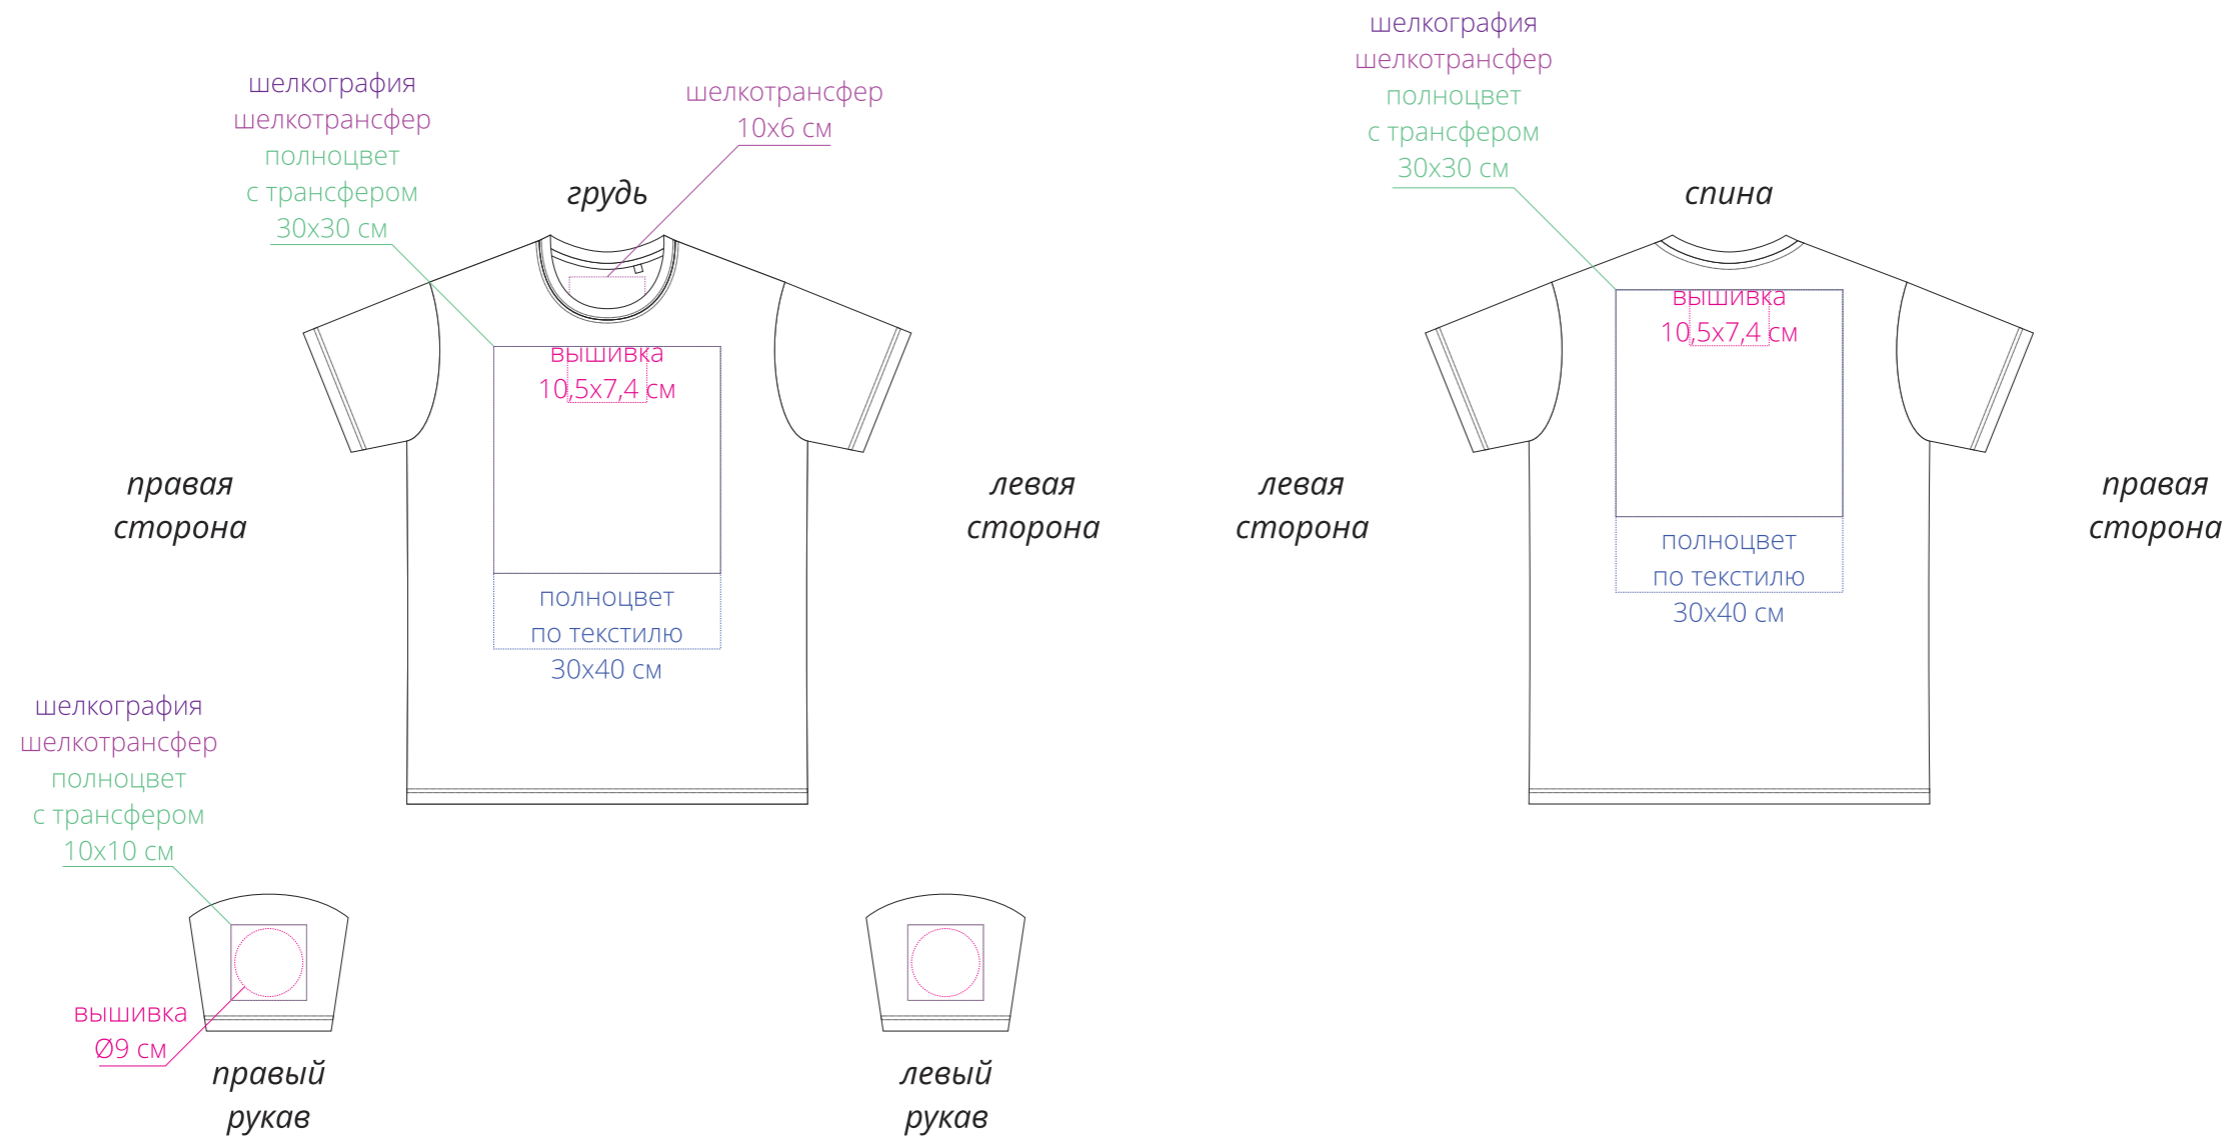 шелкография
шелкотрансфер
полноцвет
с трансфером
30x30 см
шелкотрансфер
10x6 см
грудь
вышивка
10,5x7,4 см
полноцвет
по текстилю
30x40 см
правая
сторона
левая
сторона
шелкография
шелкотрансфер
полноцвет
с трансфером
30x30 см
спина
вышивка
10,5x7,4 см
полноцвет
по текстилю
30x40 см
левая
сторона
правая
сторона
шелкография
шелкотрансфер
полноцвет
с трансфером
10x10 см
вышивка
Ø9 см
правый
рукав
левый
рукав